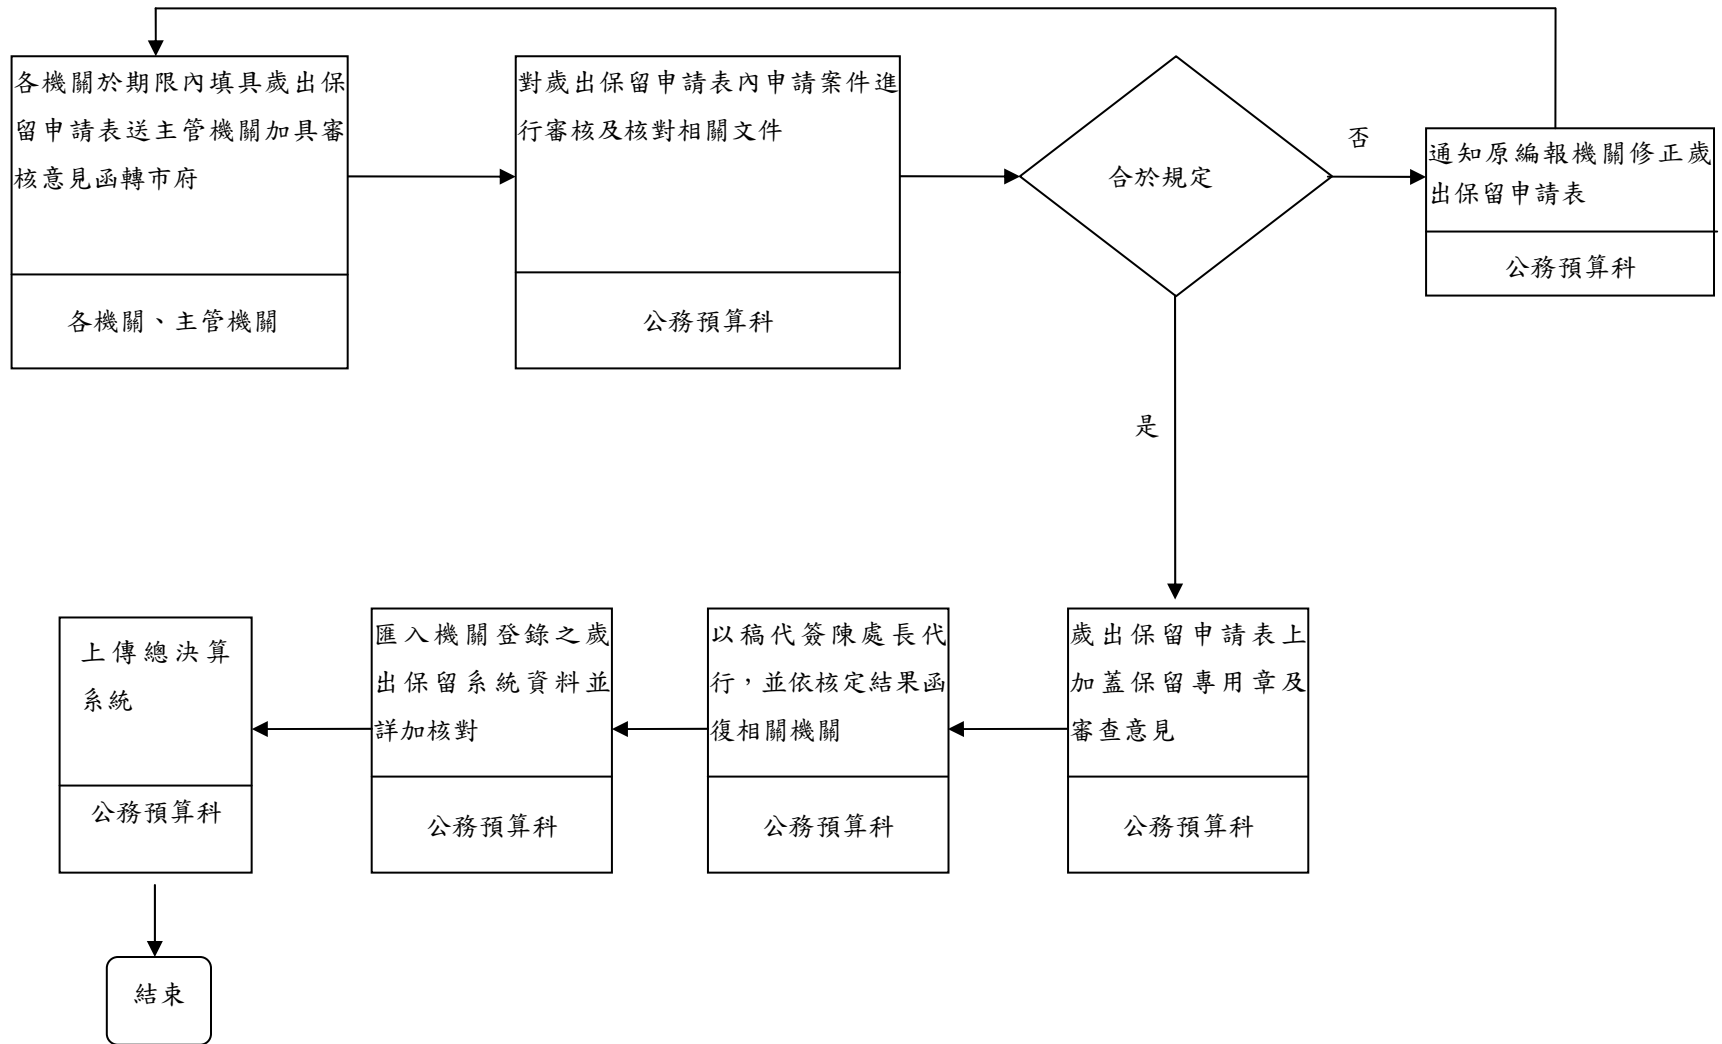 各機關於期限內填具歲出保
留申請表送主管機關加具審
核意見函轉市府
各機關、主管機關
對歲出保留申請表內申請案件進
行審核及核對相關文件
公務預算科
合於規定
否
通知原編報機關修正歲
出保留申請表
公務預算科
是
歲出保留申請表上
加蓋保留專用章及
審查意見
公務預算科
以稿代簽陳處長代
行，並依核定結果函
復相關機關
公務預算科
匯入機關登錄之歲
出保留系統資料並
詳加核對
公務預算科
上傳總決算
系統
公務預算科
結束